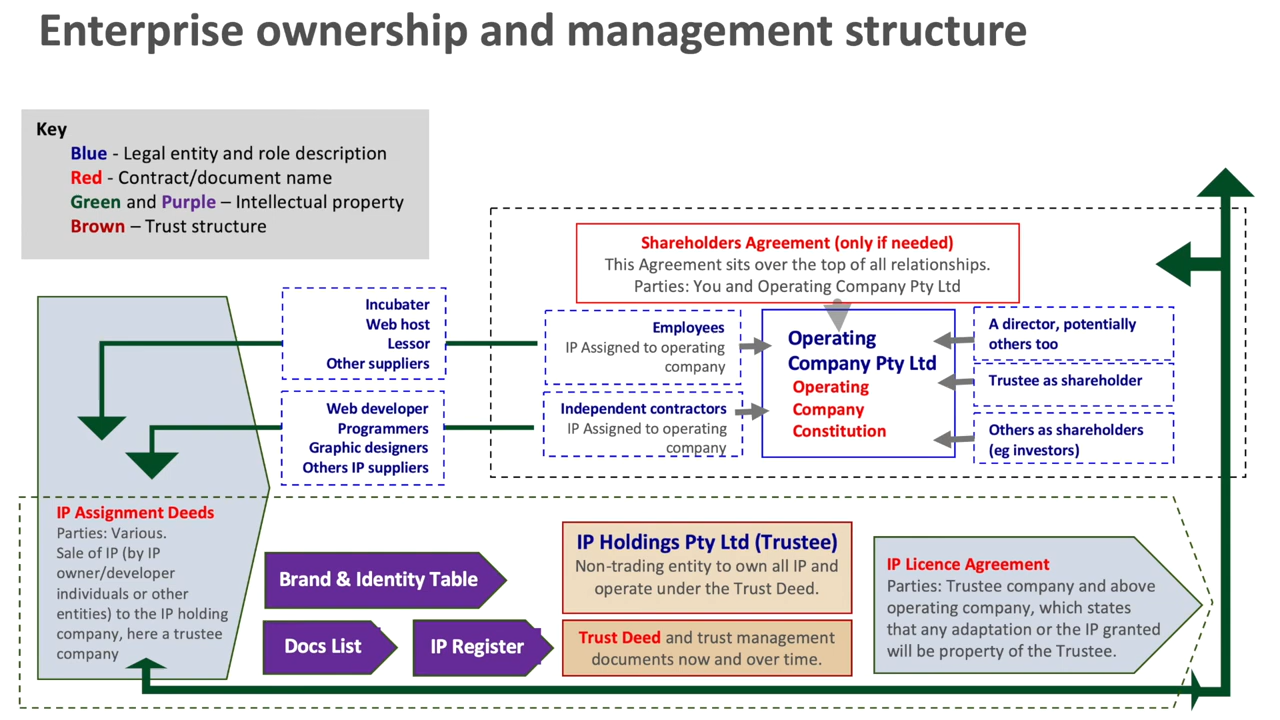 Enterprise ownership and management structure
Key
Blue - Legal entity and role description
Red - Contract/document name
Green and Purple – Intellectual property
Brown – Trust structure
Shareholders Agreement (only if needed)
This Agreement sits over the top of all relationships.
Parties: You and Operating Company Pty Ltd
Incubater
Web host
Lessor
Other suppliers
Web developer
Programmers
Graphic designers
Others IP suppliers
Employees
IP Assigned to operating
company
Independent contractors
IP Assigned to operating
company
Operating
Company Pty Ltd
Operating
Company
Constitution
A director, potentially
others too
Trustee as shareholder
Others as shareholders
(eg investors)
IP Assignment Deeds
Parties: Various.
Sale of IP (by IP
owner/developer
individuals or other
entities) to the IP holding
company, here a trustee
company
Brand & Identity Table
Docs List
IP Register
IP Holdings Pty Ltd (Trustee)
Non-trading entity to own all IP and
operate under the Trust Deed.
Trust Deed and trust management
documents now and over time.
IP Licence Agreement
Parties: Trustee company and above
operating company, which states
that any adaptation or the IP granted
will be property of the Trustee.